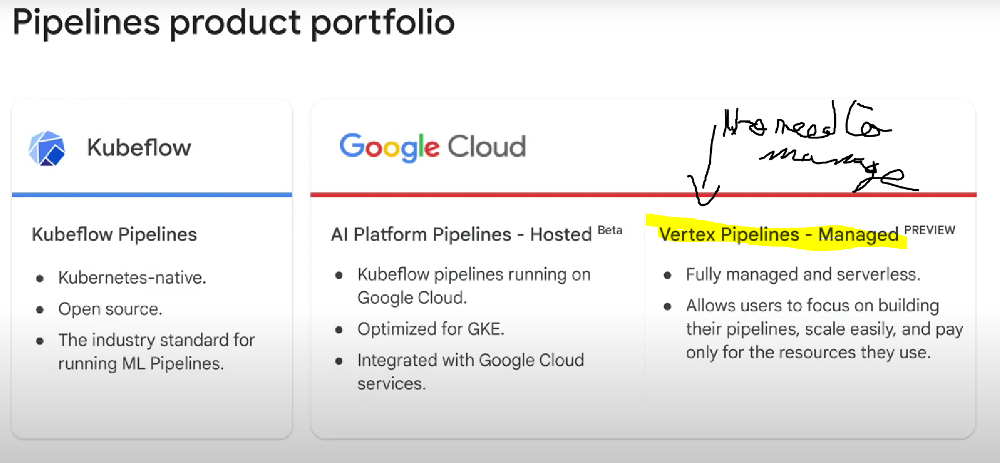 Pipelines product portfolio
Kubeflow
Kubeflow Pipelines
Kubernetes-native.
Open source.
The industry standard for
running ML Pipelines.
Google Cloud
No need to
manage
AI Platform Pipelines - Hosted Beta
Kubeflow pipelines running on
Google Cloud.
Optimized for GKE.
Integrated with Google Cloud
services.
Vertex Pipelines - Managed PREVIEW
Fully managed and serverless.
Allows users to focus on building
their pipelines, scale easily, and pay
only for the resources they use.